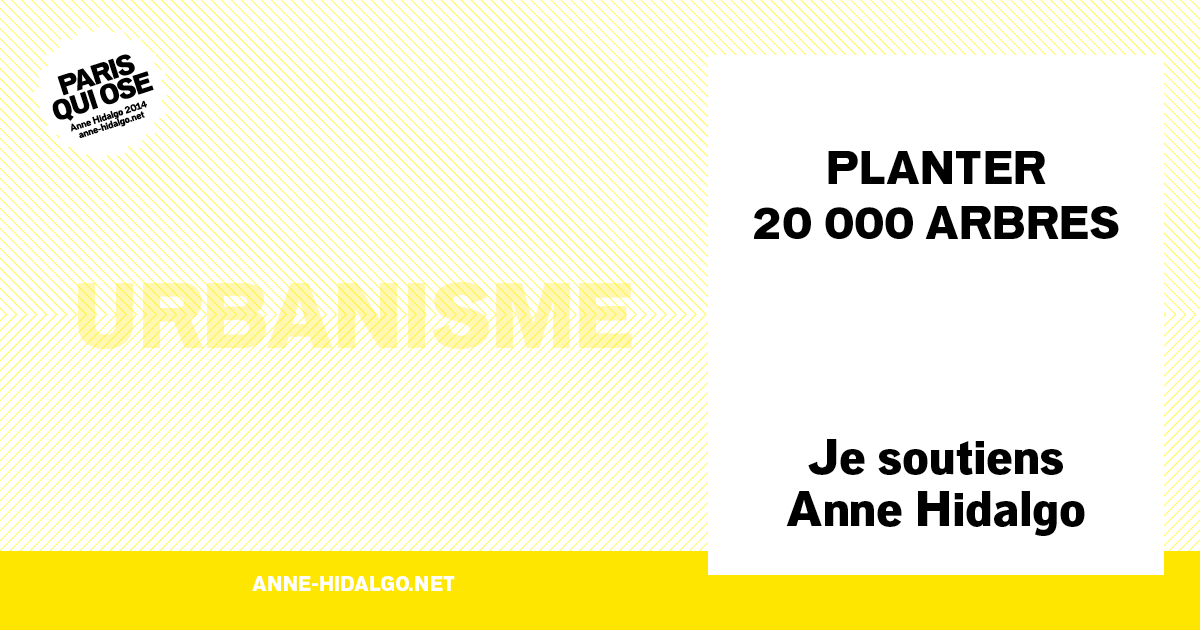 PARIS
QUI OSE
Anne Hidalgo 2014
anne-hidalgo.net
URBANISME
PLANTER
20 000 ARBRES
Je soutiens
Anne Hidalgo
ANNE-HIDALGO.NET